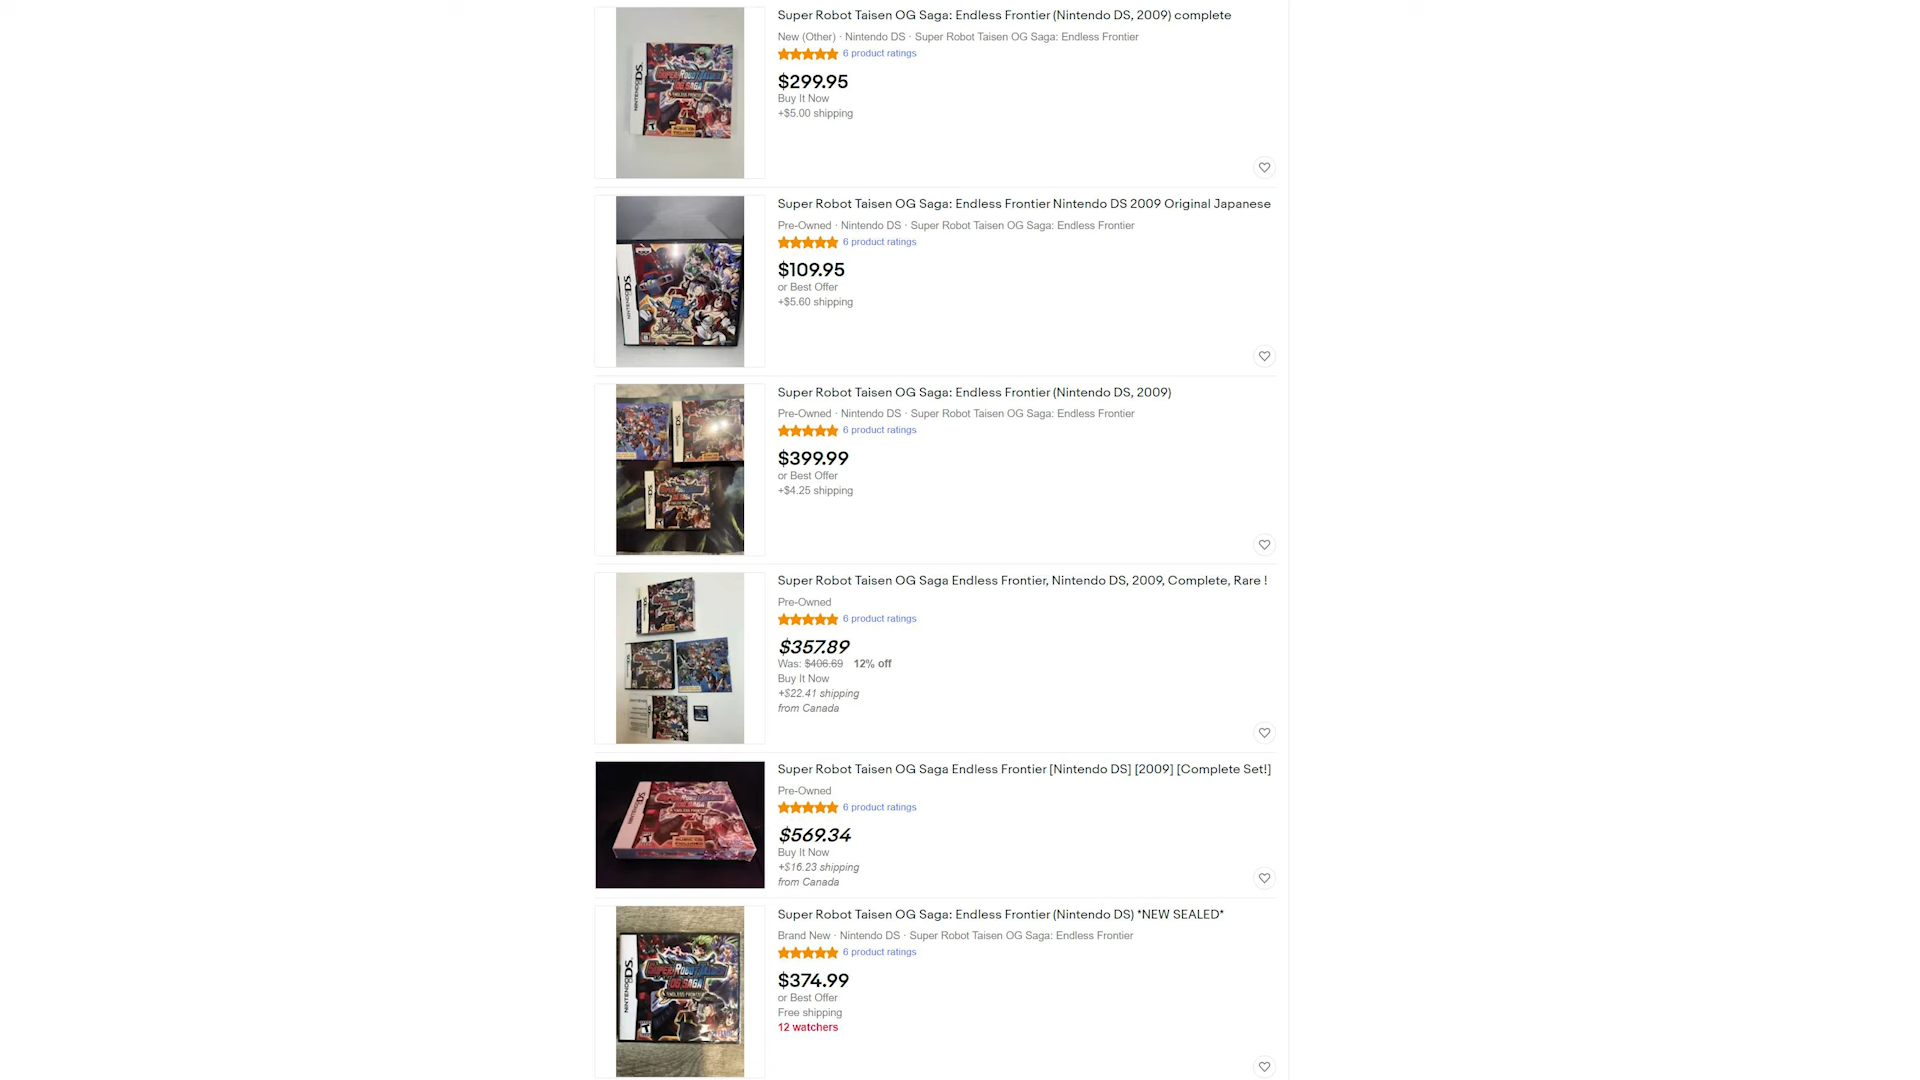 Super Robot Taisen OG Saga: Endless Frontier (Nintendo DS, 2009) complete
New (Other) · Nintendo DS · Super Robot Taisen OG Saga: Endless Frontier
6 product ratings
$299.95
Buy It Now
+$5.00 shipping
Super Robot Taisen OG Saga: Endless Frontier Nintendo DS 2009 Original Japanese
Pre-Owned · Nintendo DS · Super Robot Taisen OG Saga: Endless Frontier
6 product ratings
$109.95
or Best Offer
+$5.60 shipping
Super Robot Taisen OG Saga: Endless Frontier (Nintendo DS, 2009)
Pre-Owned · Nintendo DS · Super Robot Taisen OG Saga: Endless Frontier
6 product ratings
$399.99
or Best Offer
+$4.25 shipping
Super Robot Taisen OG Saga Endless Frontier, Nintendo DS, 2009, Complete, Rare !
Pre-Owned
6 product ratings
$357.89
Was: $406.69 12% off
Buy It Now
+$22.41 shipping
from Canada
Super Robot Taisen OG Saga Endless Frontier [Nintendo DS] [2009] [Complete Set!]
Pre-Owned
6 product ratings
$569.34
Buy It Now
+$16.23 shipping
from Canada
Super Robot Taisen OG Saga: Endless Frontier (Nintendo DS) *NEW SEALED*
Brand New · Nintendo DS · Super Robot Taisen OG Saga: Endless Frontier
6 product ratings
$374.99
or Best Offer
Free shipping
12 watchers